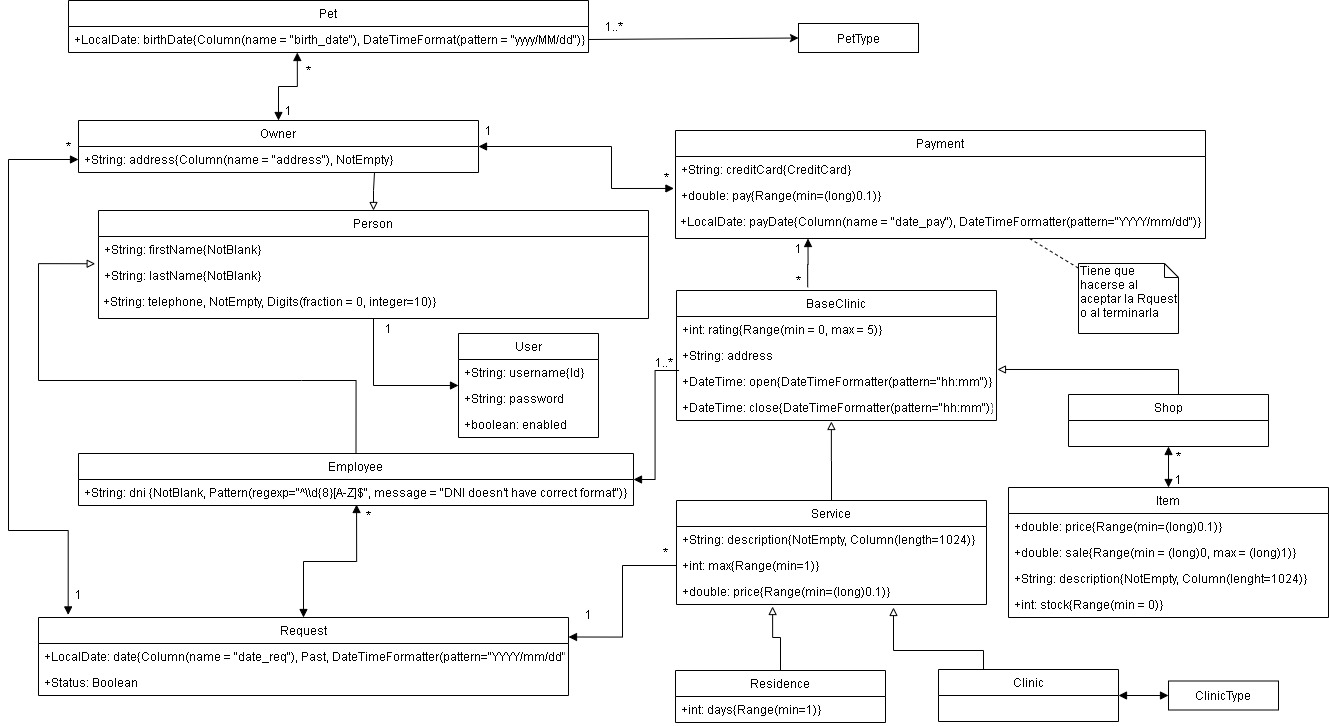 Pet
+LocalDate: birthDate{Column(name = "birth_date"), DateTimeFormat(pattern = "yyyy/MM/dd")}
1..*
PetType
*
1
Owner
+String: address{Column(name = "address"), NotEmpty}
*
1
*
Payment
+String: creditCard{CreditCard}
+double: pay{Range(min=(long)0.1)}
+LocalDate: payDate{Column(name = "date_pay"), DateTimeFormatter(pattern="YYYY/mm/dd")}
Person
+String: firstName{NotBlank}
+String: lastName{NotBlank}
+String: telephone, NotEmpty, Digits(fraction = 0, integer=10)}
1
*
Tiene que
hacerse al
aceptar la Rquest
o al terminarla
BaseClinic
+int: rating{Range(min = 0, max = 5)}
+String: address
+DateTime: open{DateTimeFormatter(pattern="hh:mm")}
+DateTime: close{DateTimeFormatter(pattern="hh:mm")}
1
User
+String: username{Id}
+String: password
+boolean: enabled
1..*
Shop
*
1
Employee
+String: dni {NotBlank, Pattern(regexp="^\\d{8}[A-Z]$", message = "DNI doesn't have correct format")}
*
Item
+double: price{Range(min=(long)0.1)}
+double: sale{Range(min = (long)0, max = (long)1)}
+String: description{NotEmpty, Column(lenght=1024)}
+int: stock{Range(min = 0)}
Service
+String: description{NotEmpty, Column(length=1024)}
+int: max{Range(min=1)}
+double: price{Range(min=(long)0.1)}
*
1
1
Request
+LocalDate: date{Column(name = "date_req"), Past, DateTimeFormatter(pattern="YYYY/mm/dd"
+Status: Boolean
Residence
+int: days{Range(min=1)}
Clinic
ClinicType